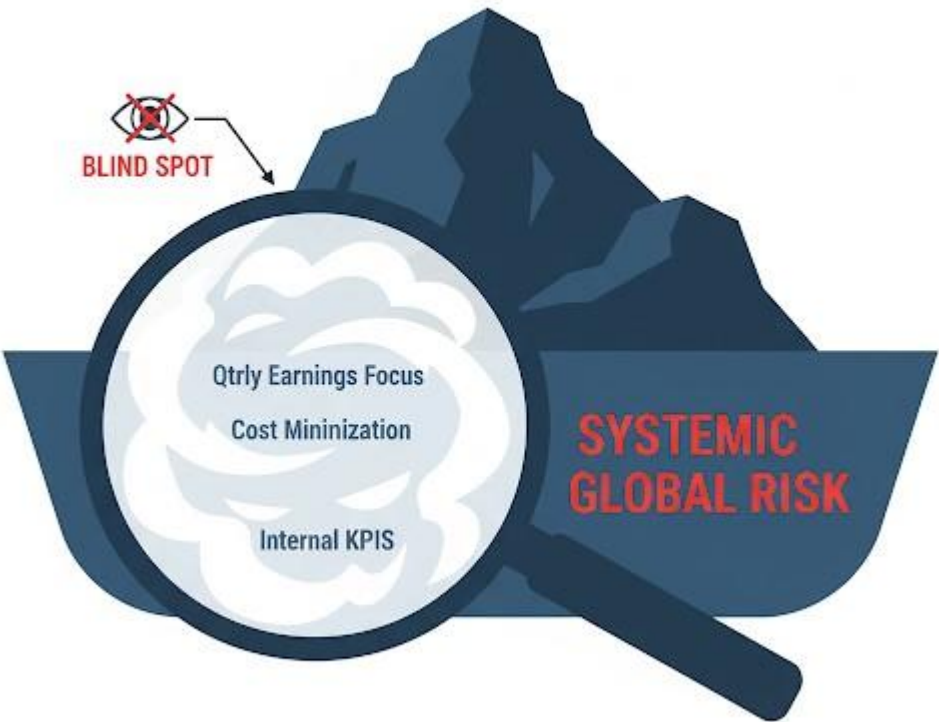 BLIND SPOT
Qtrly Earnings Focus
Cost Mininization
Internal KPIS
SYSTEMIC
GLOBAL RISK